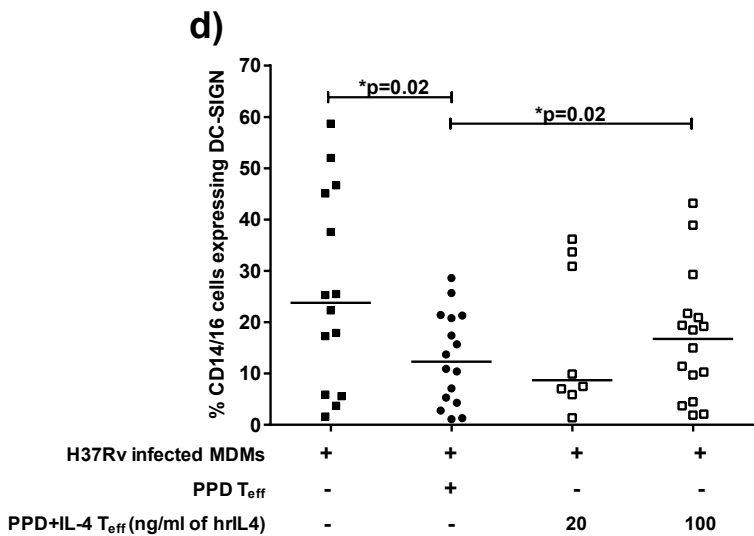 d)
70
60
50
40
30
20
10
0
% CD14/16 cells expressing DC-SIGN
*p=0.02
*p=0.02
H37Rv infected MDMs + + + +
PPD Teff - + - -
PPD+IL-4 Teff (ng/ml of hrIL4) - - 20 100